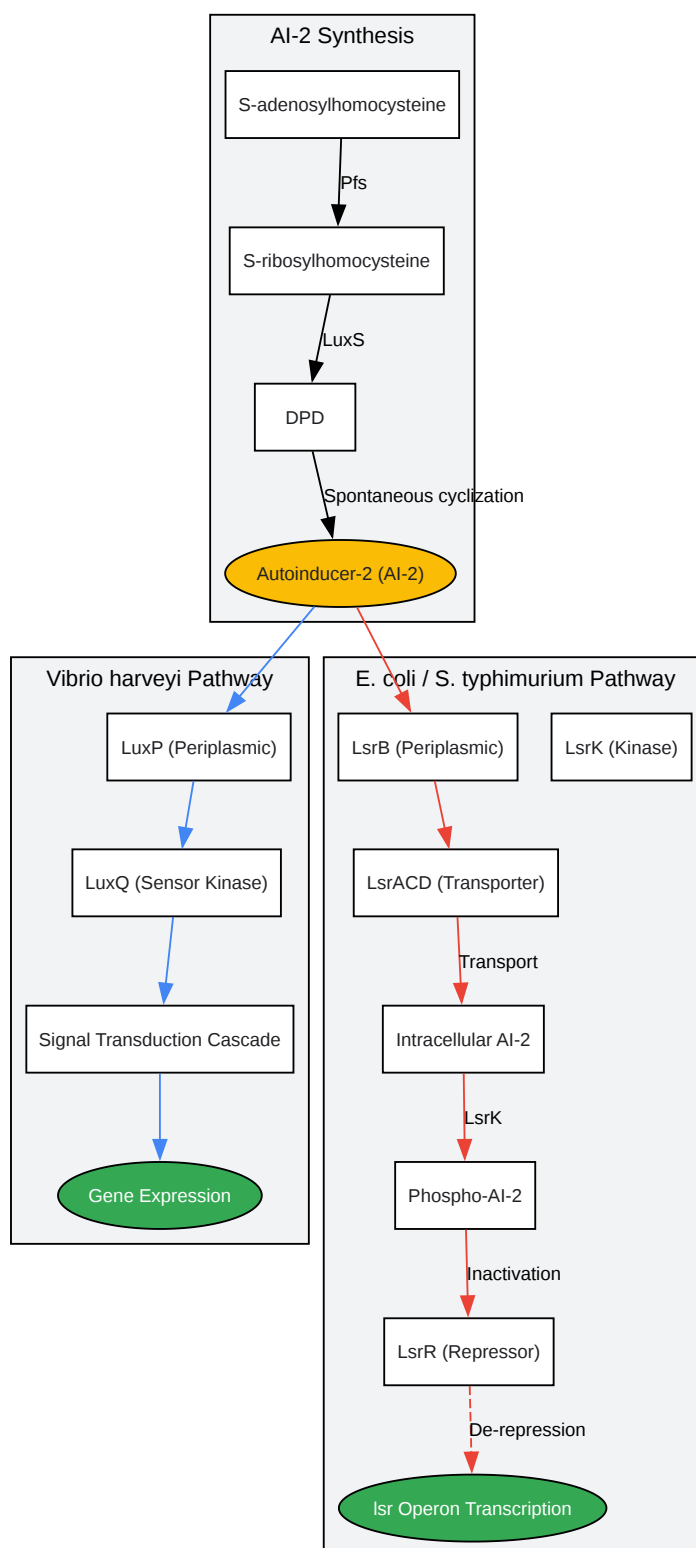 AI-2 Synthesis
S-adenosylhomocysteine
Pfs
S-ribosylhomocysteine
LuxS
DPD
Spontaneous cyclization
Autoinducer-2 (AI-2)
Vibrio harveyi Pathway
LuxP (Periplasmic)
LuxQ (Sensor Kinase)
Signal Transduction Cascade
Gene Expression
E. coli / S. typhimurium Pathway
LsrB (Periplasmic)
LsrK (Kinase)
LsrACD (Transporter)
Transport
Intracellular AI-2
LsrK
Phospho-AI-2
Inactivation
LsrR (Repressor)
De-repression
lsr Operon Transcription